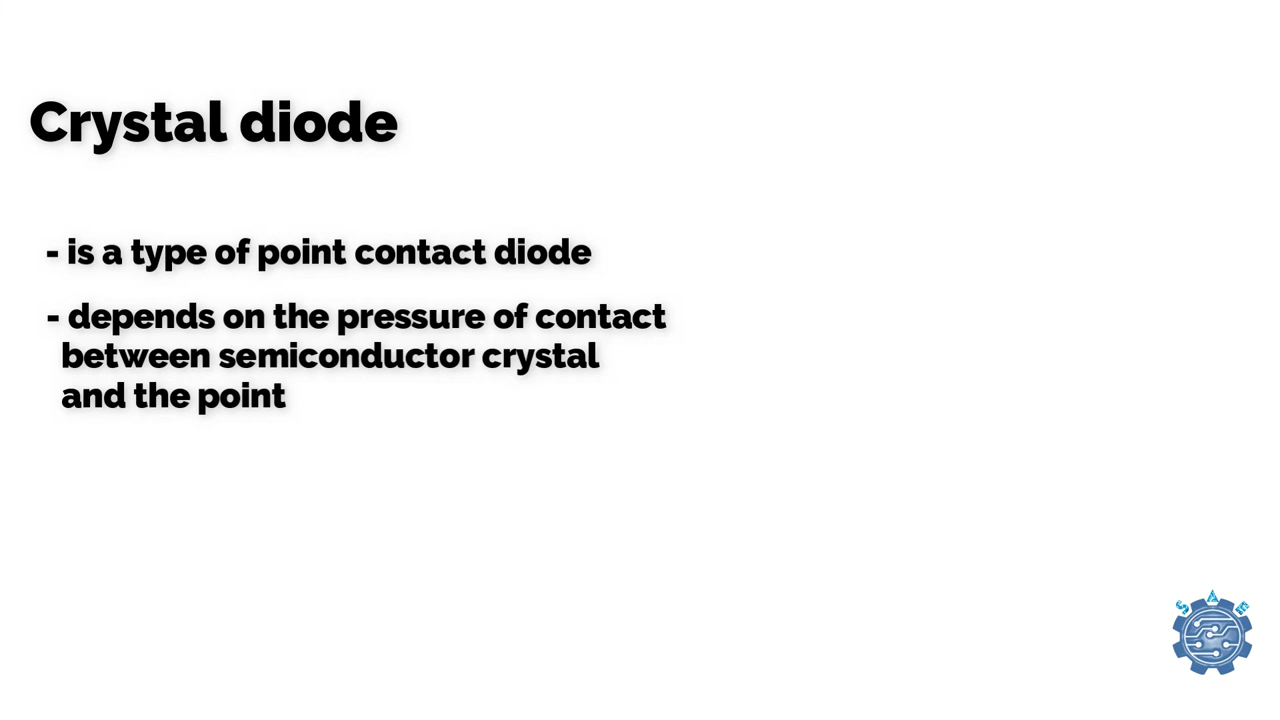 Crystal diode
- is a type of point contact diode
- depends on the pressure of contact
between semiconductor crystal
and the point
S A E